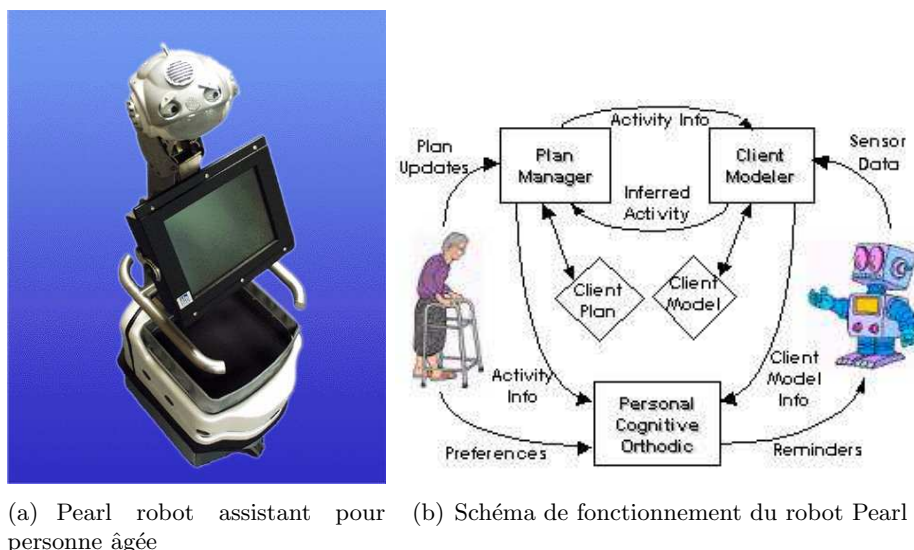 Activity Info
Plan
Updates
Plan
Manager
Client
Modeler
Sensor
Data
Inferred
Activity
Client
Plan
Client
Model
Activity
Info
Client
Model
Info
Personal
Cognitive
Orthodic
Preferences
Reminders
(a) Pearl robot assistant pour
personne âgée
(b) Schéma de fonctionnement du robot Pearl